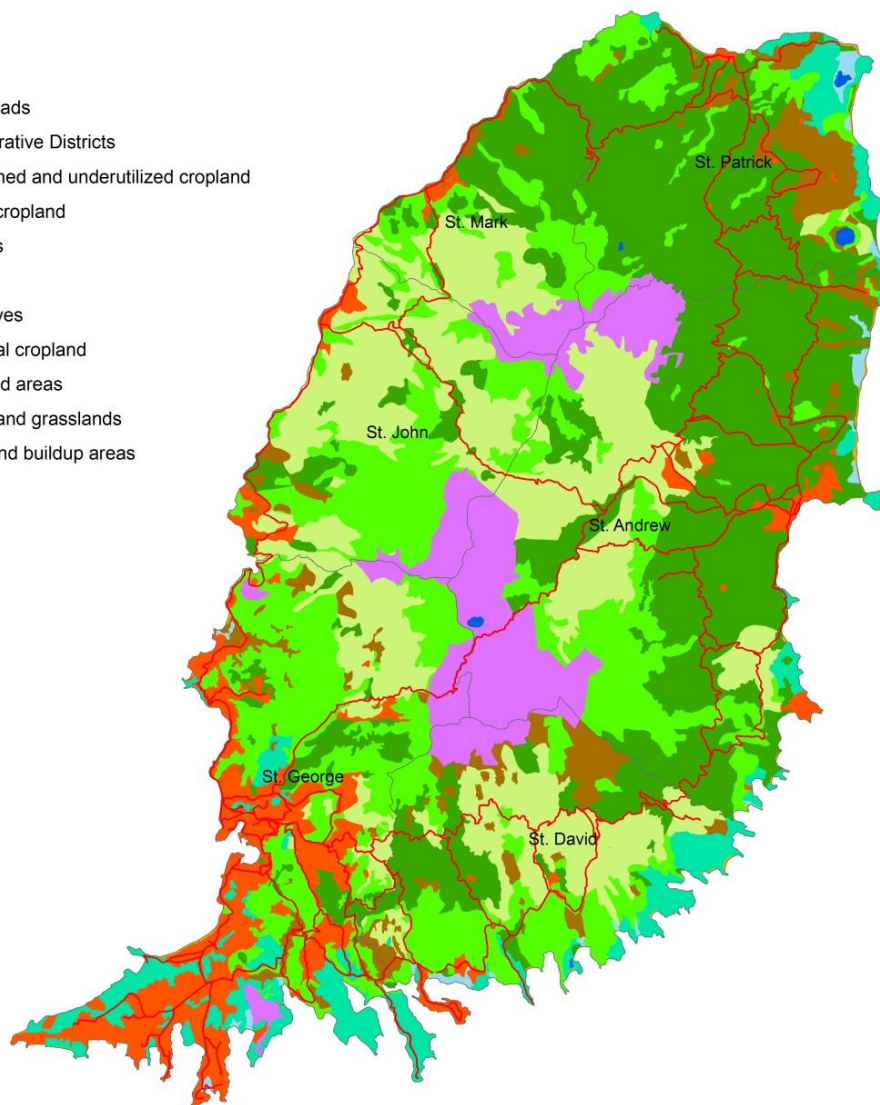 ads
rative Districts
ned and underutilized cropland
cropland
s
ves
al cropland
d areas
and grasslands
nd buildup areas
St. Patrick
St. Mark
St. John
St. Andrew
St. George
St. David